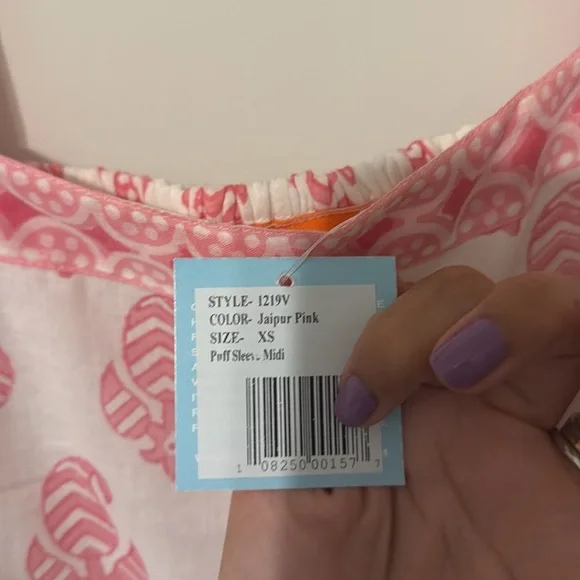 STYLE- 1219V
COLOR- Jaipur Pink
SIZE- XS
Puff Sleeve Midi
1 08250 00157 7